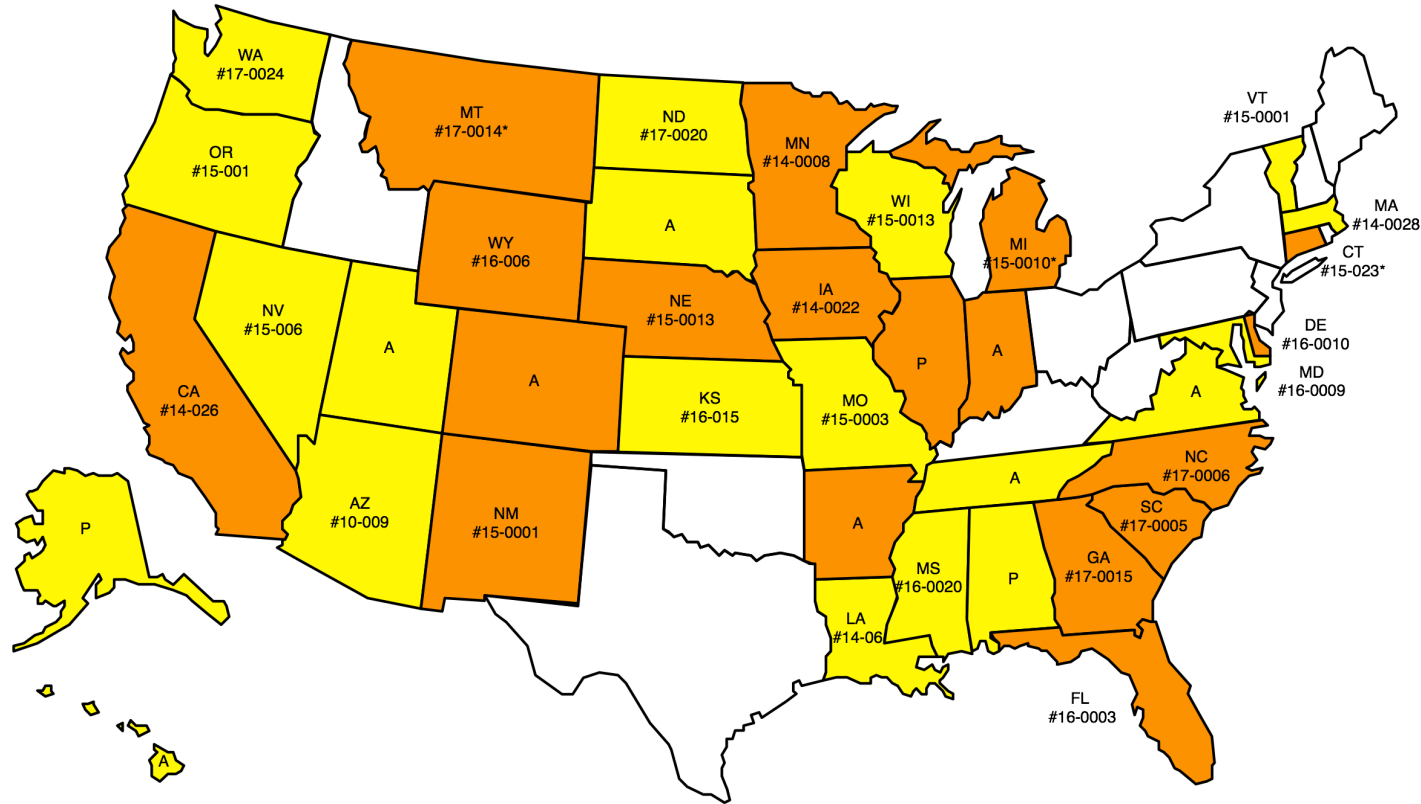 WA
#17-0024
MT
#17-0014*
ND
#17-0020
MN
#14-0008
VT
#15-0001
OR
#15-001
WI
#15-0013
MA
#14-0028
A
WY
#16-006
MI
#15-0010*
CT
#15-023*
NV
#15-006
NE
#15-0013
IA
#14-0022
DE
#16-0010
A
A
P
A
MD
#16-0009
CA
#14-026
KS
#16-015
MO
#15-0003
A
NC
#17-0006
A
AZ
#10-009
NM
#15-0001
A
SC
#17-0005
P
MS
#16-0020
P
GA
#17-0015
LA
#14-06
FL
#16-0003
A